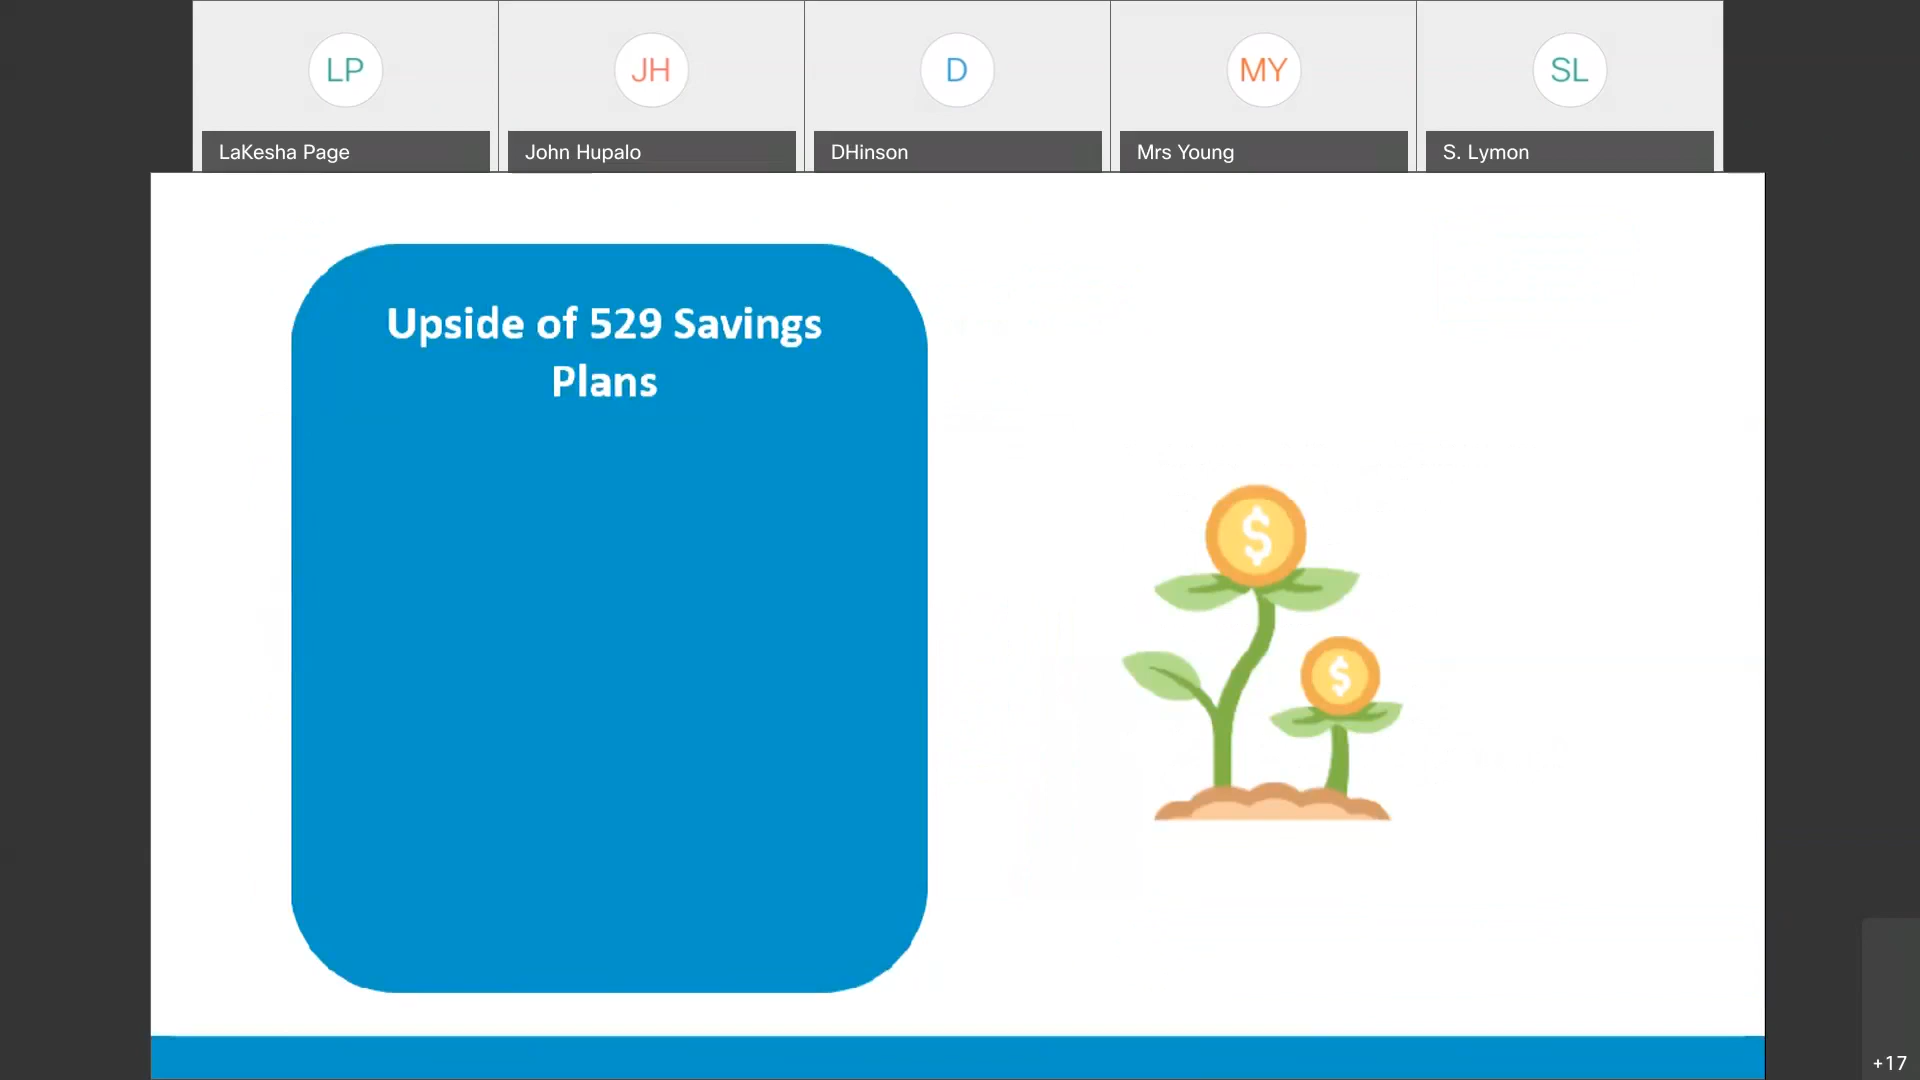 LP
JH
D
MY
SL
LaKesha Page
John Hupalo
DHinson
Mrs Young
S. Lymon
Upside of 529 Savings
Plans
$
$
+17